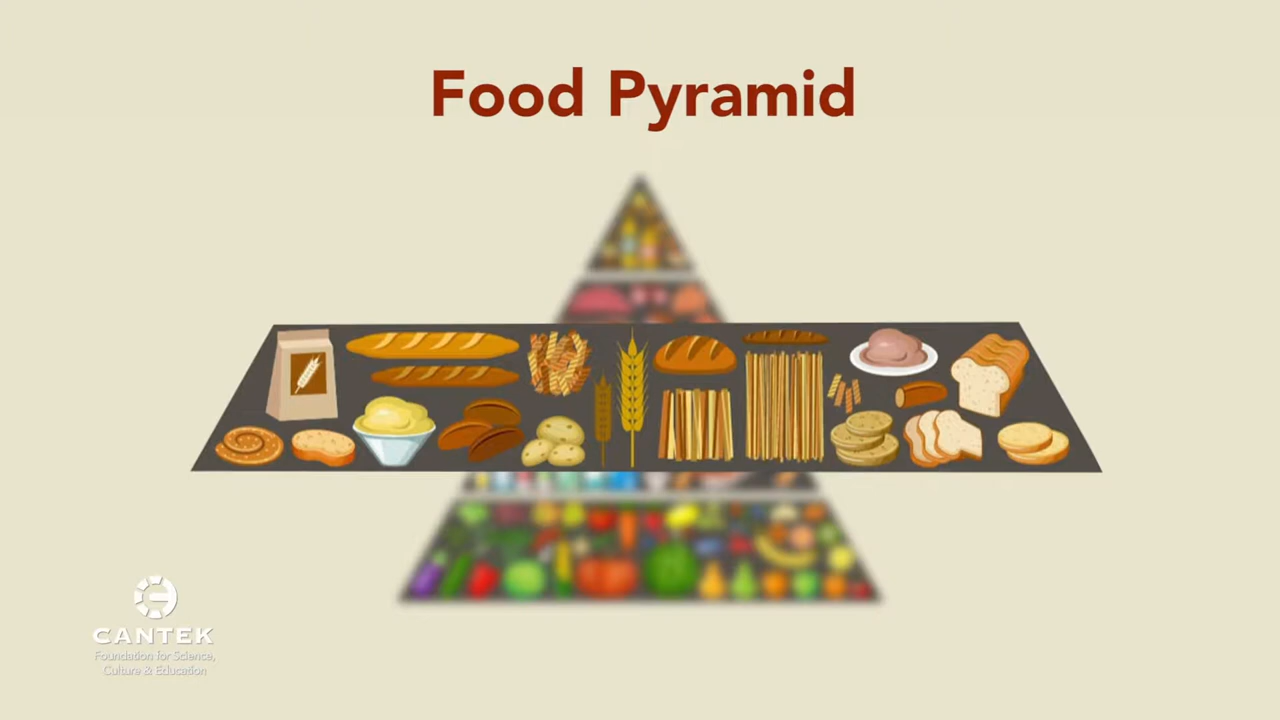 Food Pyramid
CANTEK
Foundation for Science,
Culture & Education